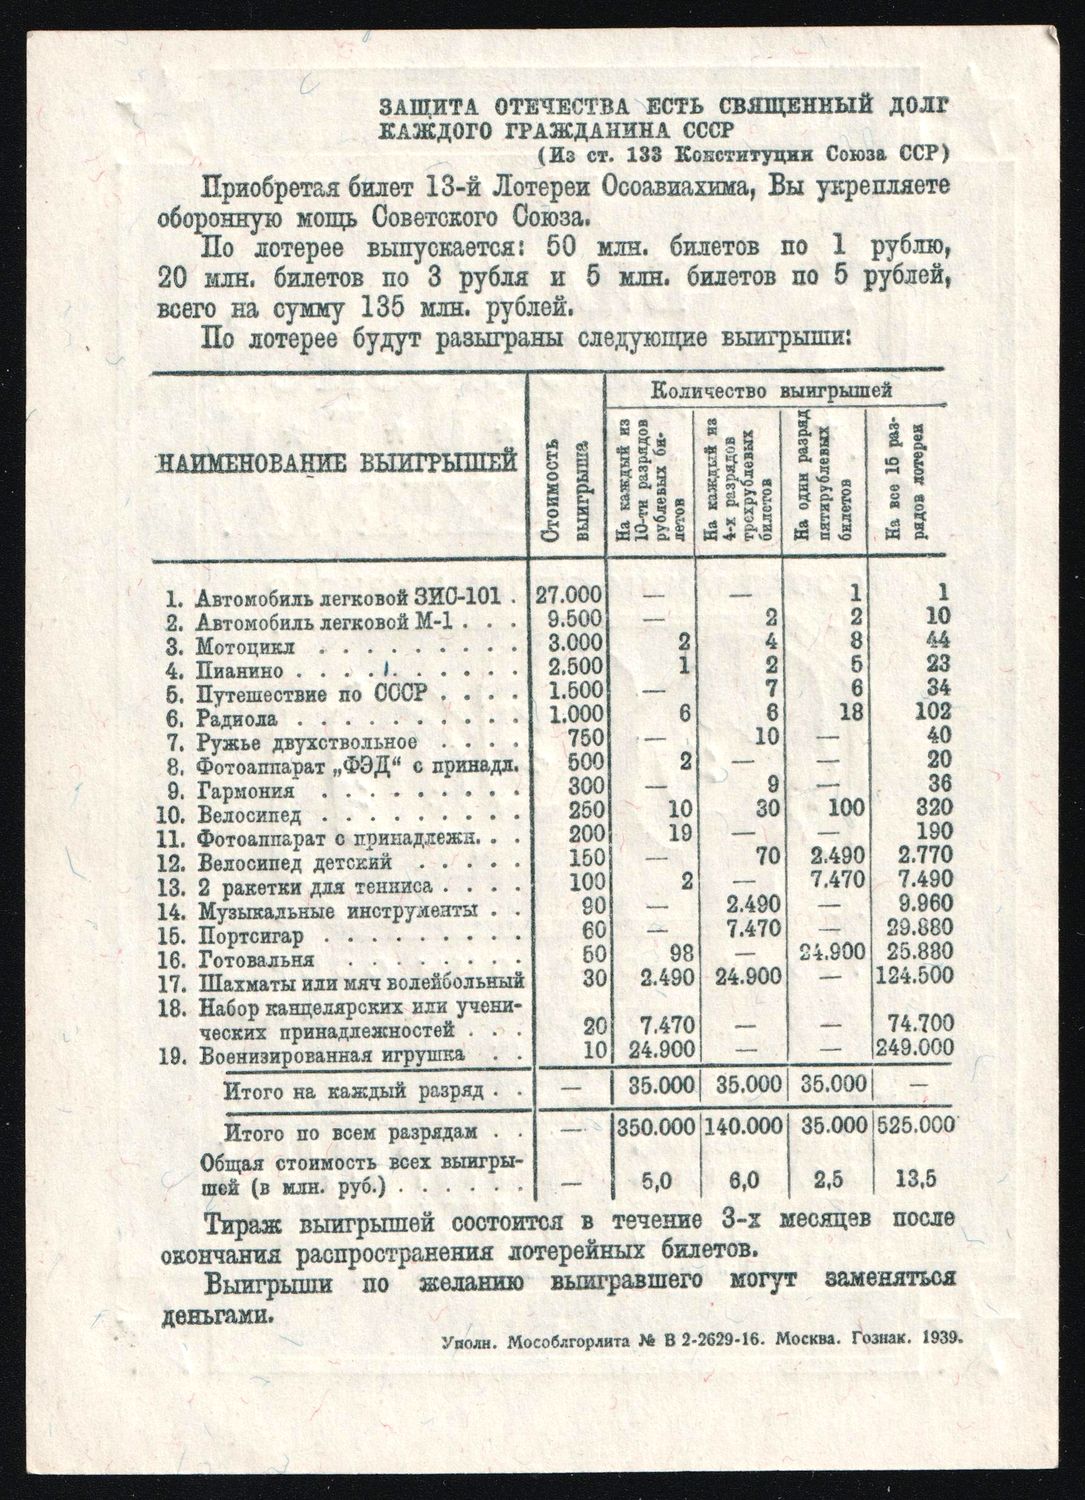 ЗАЩИТА ОТЕЧЕСТВА ЕСТЬ СВЯЩЕННЫЙ ДОЛГ
КАЖДОГО ГРАЖДАНИНА СССР
(Из ст. 133 Конституции Союза ССР)
Приобретая билет 13-й Лотереи Осоавиахима, Вы укрепляете
оборонную мощь Советского Союза.
По лотерее выпускается: 50 млн. билетов по 1 рублю,
20 млн. билетов по 3 рубля и 5 млн. билетов по 5 рублей,
всего на сумму 135 млн. рублей.
По лотерее будут разыграны следующие выигрыши:
НАИМЕНОВАНИЕ ВЫИГРЫШЕЙ
Стоимость
выигрыша
Количество выигрышей
На каждый из
10-ти разрядов
рублевых би-
летов
На каждый из
4-х разрядов
трехрублевых
билетов
На один разряд
пятирублевых
билетов
На все 15 раз-
рядов лотереи
1. Автомобиль легковой ЗИС-101 . 27.000 — — 1 1
2. Автомобиль легковой М-1 . . . 9.500 — 2 2 10
3. Мотоцикл . . . . . . . . . 3.000 2 4 8 44
4. Пианино . . . . . . . . . . 2.500 1 2 5 23
5. Путешествие по СССР . . . . 1.500 — 7 6 34
6. Радиола . . . . . . . . . . 1.000 6 6 18 102
7. Ружье двухствольное . . . . 750 — 10 — 40
8. Фотоаппарат „ФЭД“ с принадл. 500 2 — — 20
9. Гармония . . . . . . . . . 300 — 9 — 36
10. Велосипед . . . . . . . . . 250 10 30 100 320
11. Фотоаппарат с принадлежн. . . 200 19 — — 190
12. Велосипед детский . . . . . 150 — 70 2.490 2.770
13. 2 ракетки для тенниса . . . . 100 2 — 7.470 7.490
14. Музыкальные инструменты . . 90 — 2.490 — 9.960
15. Портсигар . . . . . . . . . 60 — 7.470 — 29.880
16. Готовальня . . . . . . . . 50 98 — 24.900 25.880
17. Шахматы или мяч волейбольный 30 2.490 24.900 — 124.500
18. Набор канцелярских или учени-
ческих принадлежностей . . . 20 7.470 — — 74.700
19. Военизированная игрушка . . 10 24.900 — — 249.000
Итого на каждый разряд . . — 35.000 35.000 35.000 —
Итого по всем разрядам . . — 350.000 140.000 35.000 525.000
Общая стоимость всех выигры-
шей (в млн. руб.) . . . . . . — 5,0 6,0 2,5 13,5
Тираж выигрышей состоится в течение 3-х месяцев после
окончания распространения лотерейных билетов.
Выигрыши по желанию выигравшего могут заменяться
деньгами.
Уполн. Мособлгорлита № В 2-2629-16. Москва. Гознак. 1939.